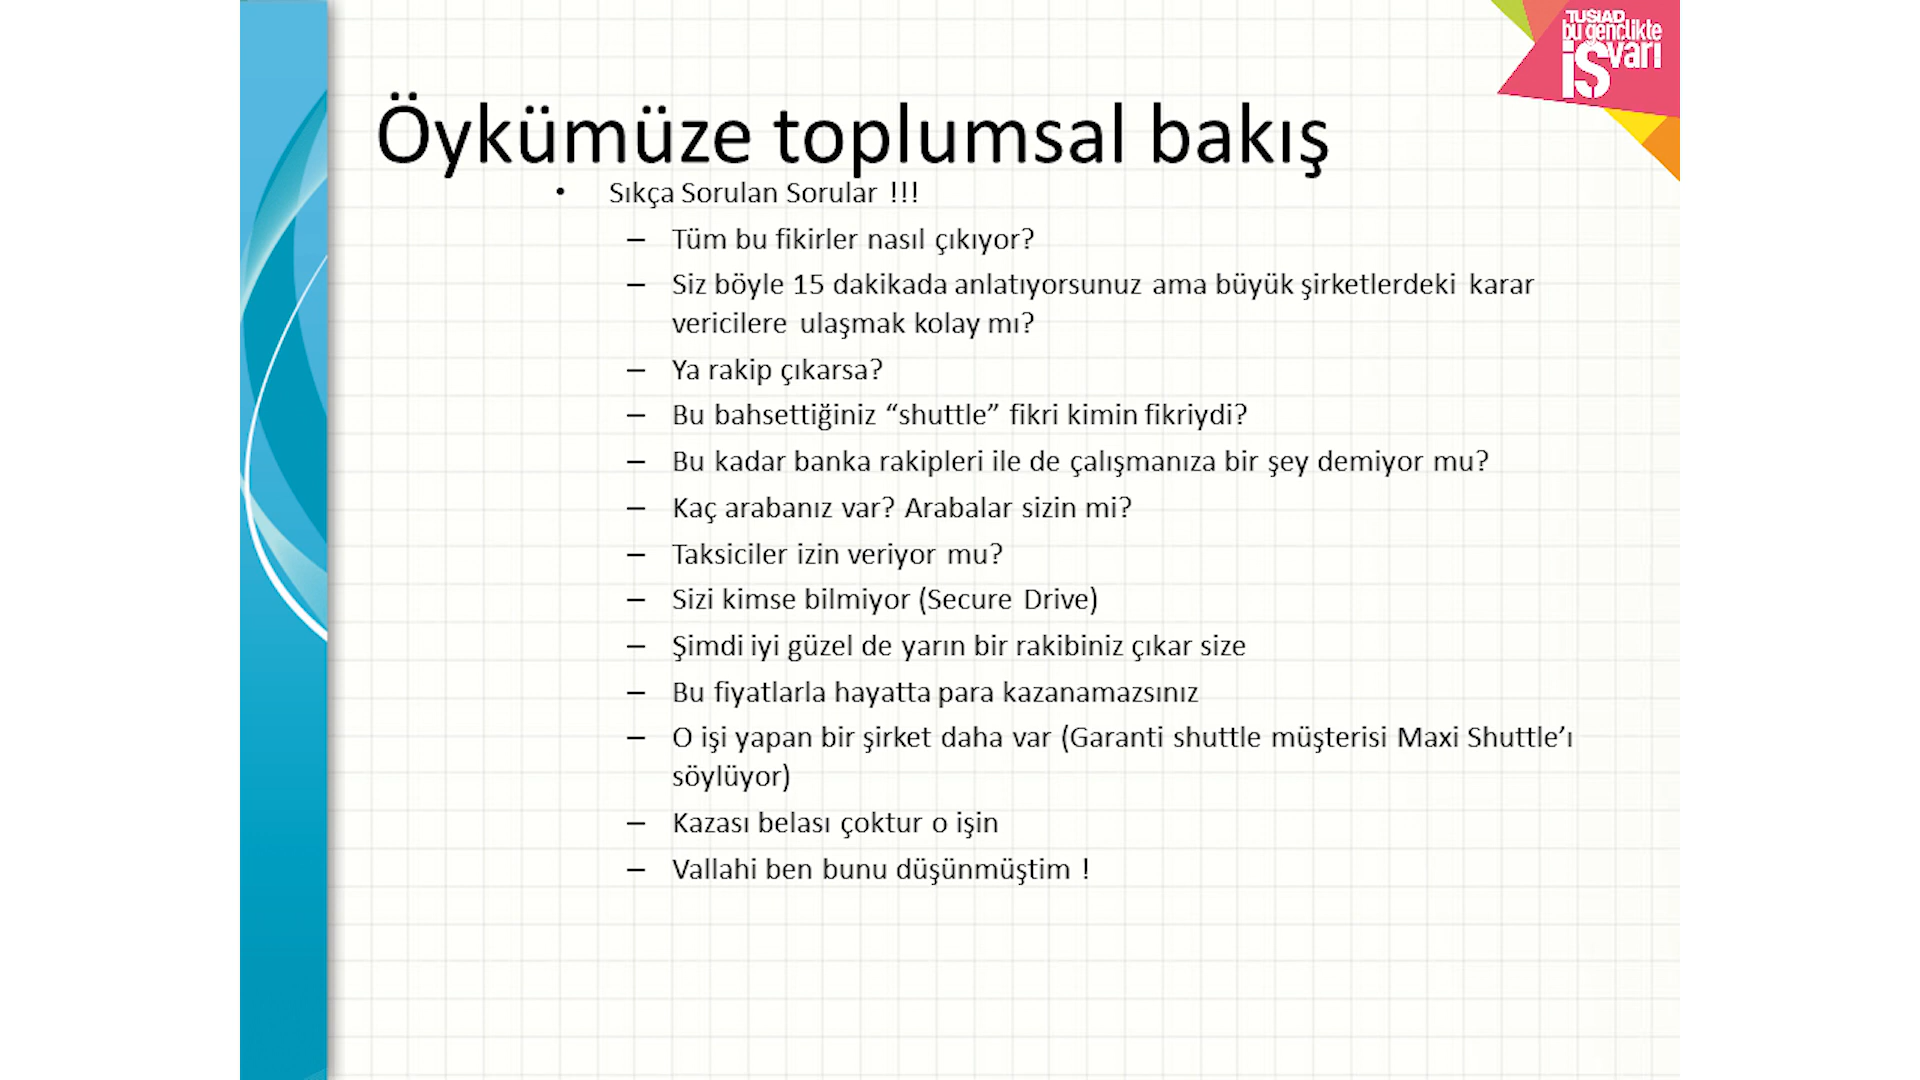 TUSIAD
bu gençlikte
iş vari
Öykümüze toplumsal bakış
• Sıkça Sorulan Sorular !!!
– Tüm bu fikirler nasıl çıkıyor?
– Siz böyle 15 dakikada anlatıyorsunuz ama büyük şirketlerdeki karar
vericilere ulaşmak kolay mı?
– Ya rakip çıkarsa?
– Bu bahsettiğiniz “shuttle” fikri kimin fikriydi?
– Bu kadar banka rakipleri ile de çalışmanıza bir şey demiyor mu?
– Kaç arabanız var? Arabalar sizin mi?
– Taksiciler izin veriyor mu?
– Sizi kimse bilmiyor (Secure Drive)
– Şimdi iyi güzel de yarın bir rakibiniz çıkar size
– Bu fiyatlarla hayatta para kazanamazsınız
– O işi yapan bir şirket daha var (Garanti shuttle müşterisi Maxi Shuttle’ı
söylüyor)
– Kazası belası çoktur o işin
– Vallahi ben bunu düşünmüştim !